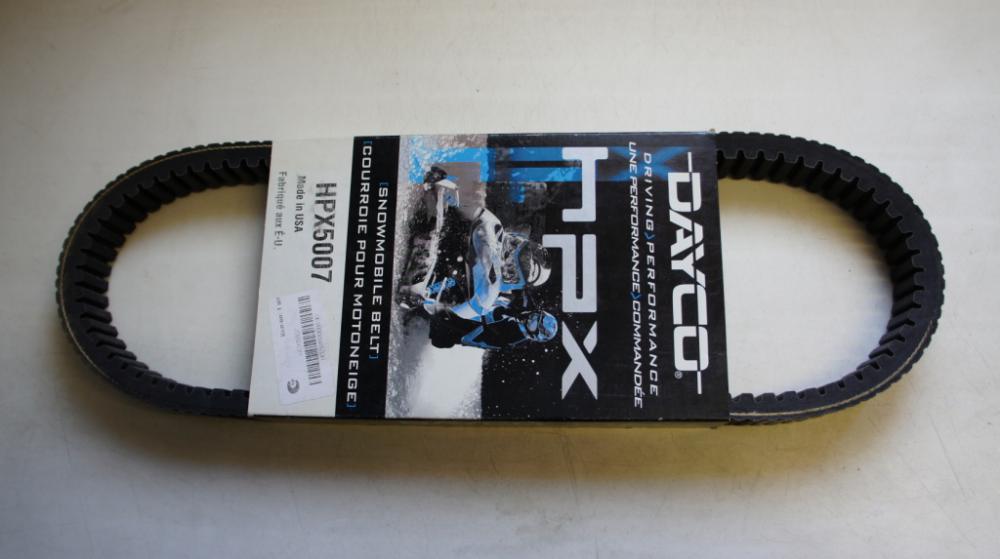 DAYCO®
DRIVING〉PERFORMANCE
UNE PERFORMANCE〉COMMANDÉE
HPX
[SNOWMOBILE BELT]
[COURROIE POUR MOTONEIGE]
HPX5007
Made in USA
Fabriqué aux É-U.